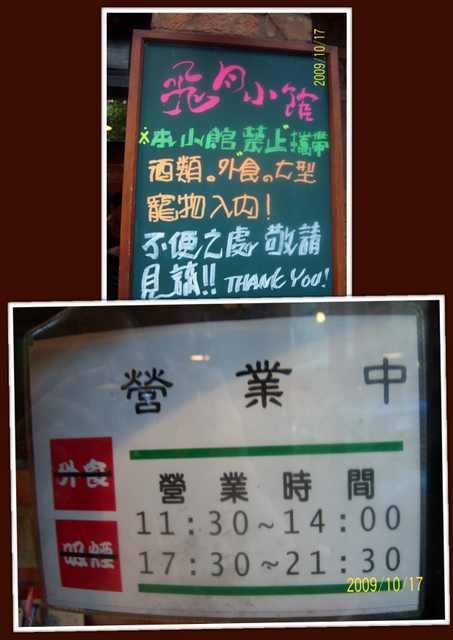 飛月小館
2009/10/17
※本小館"禁止"攜帶
酒類。外食。大型
寵物入內!
不便之處 敬請
見諒!! THANK YOU!
營業中
外食
吸煙
營業時間
11:30~14:00
17:30~21:30
2009/10/17